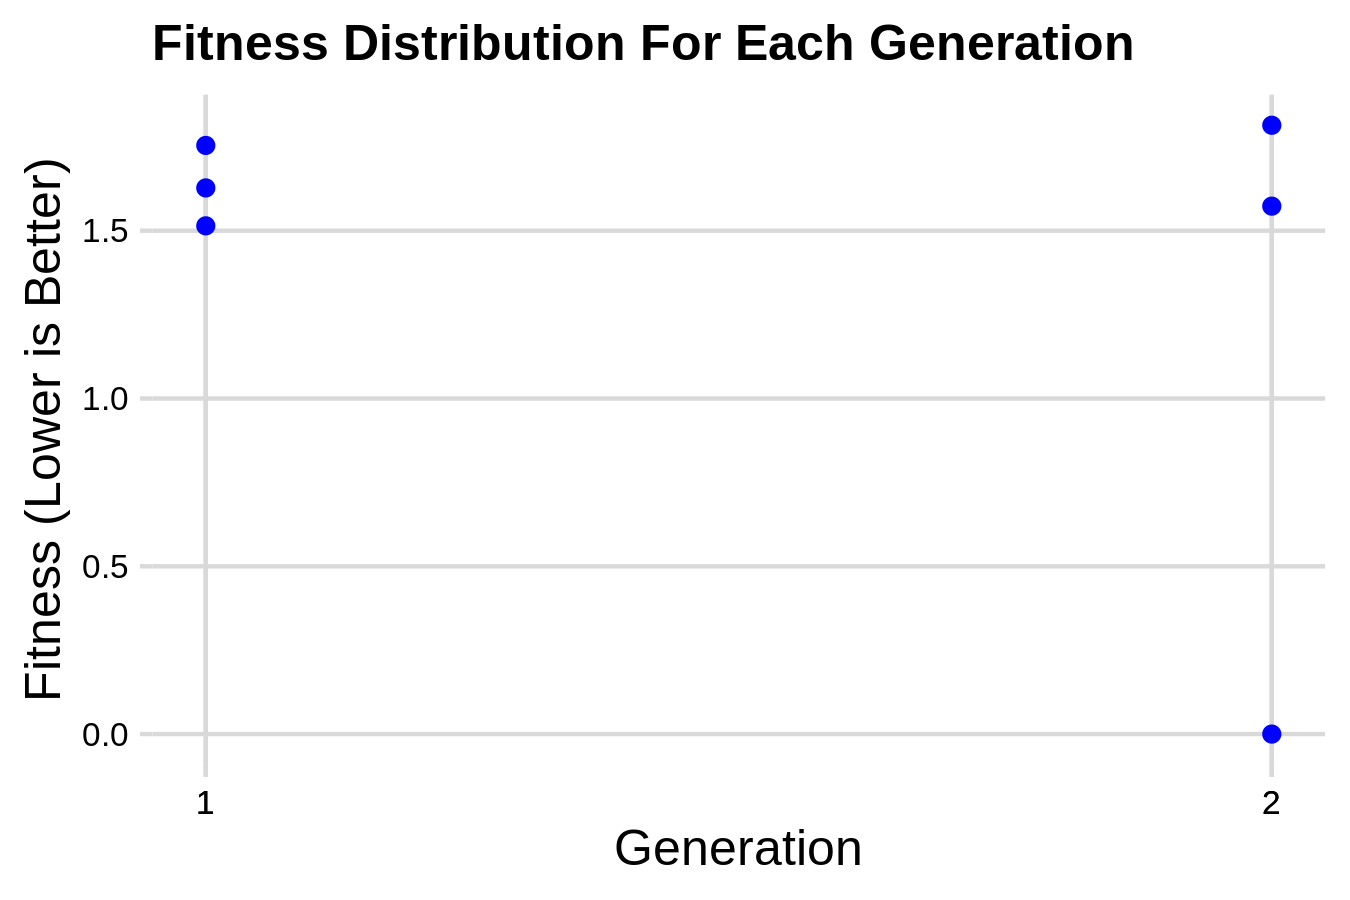 Fitness Distribution For Each Generation
Fitness (Lower is Better)
1.5
1.0
0.5
0.0
1
2
Generation